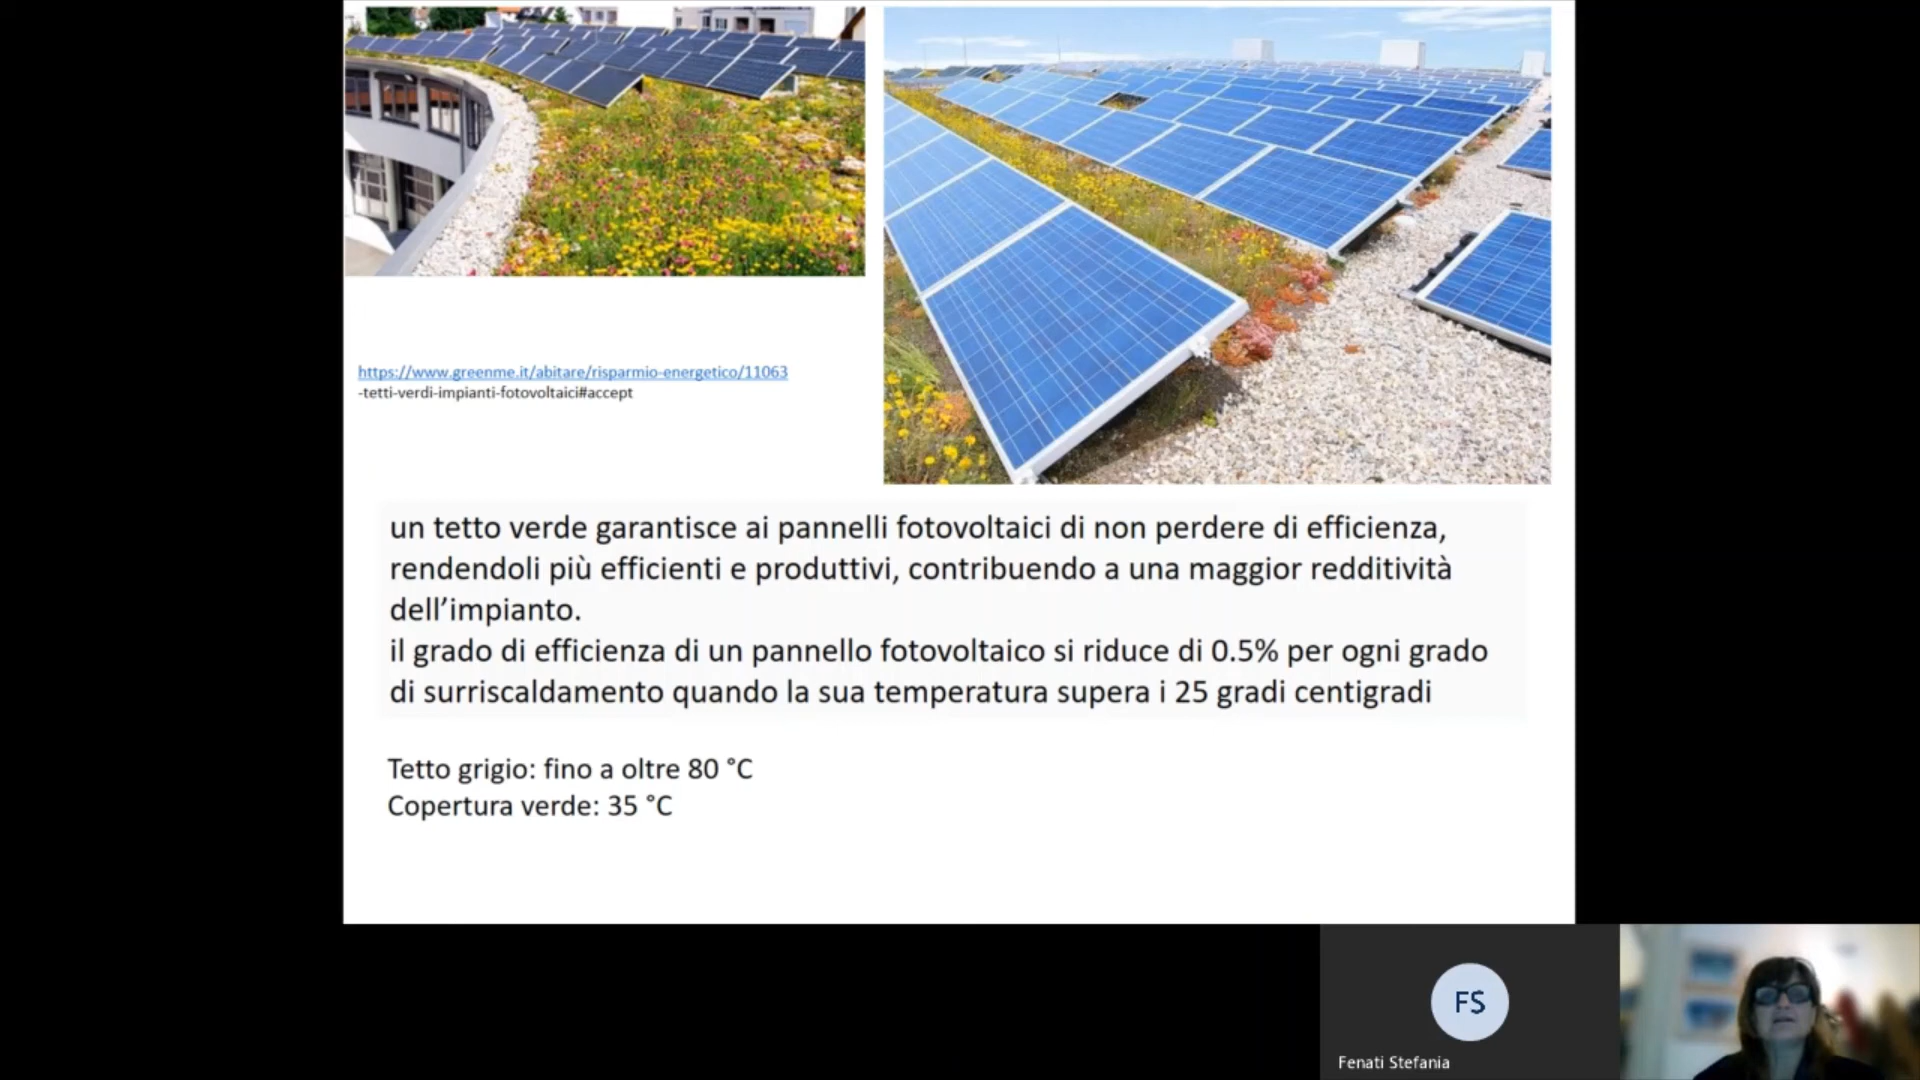 https://www.greenme.it/abitare/risparmio-energetico/11063
-tetti-verdi-impianti-fotovoltaici#accept
un tetto verde garantisce ai pannelli fotovoltaici di non perdere di efficienza,
rendendoli più efficienti e produttivi, contribuendo a una maggior redditività
dell’impianto.
il grado di efficienza di un pannello fotovoltaico si riduce di 0.5% per ogni grado
di surriscaldamento quando la sua temperatura supera i 25 gradi centigradi
Tetto grigio: fino a oltre 80 °C
Copertura verde: 35 °C
FS
Fenati Stefania